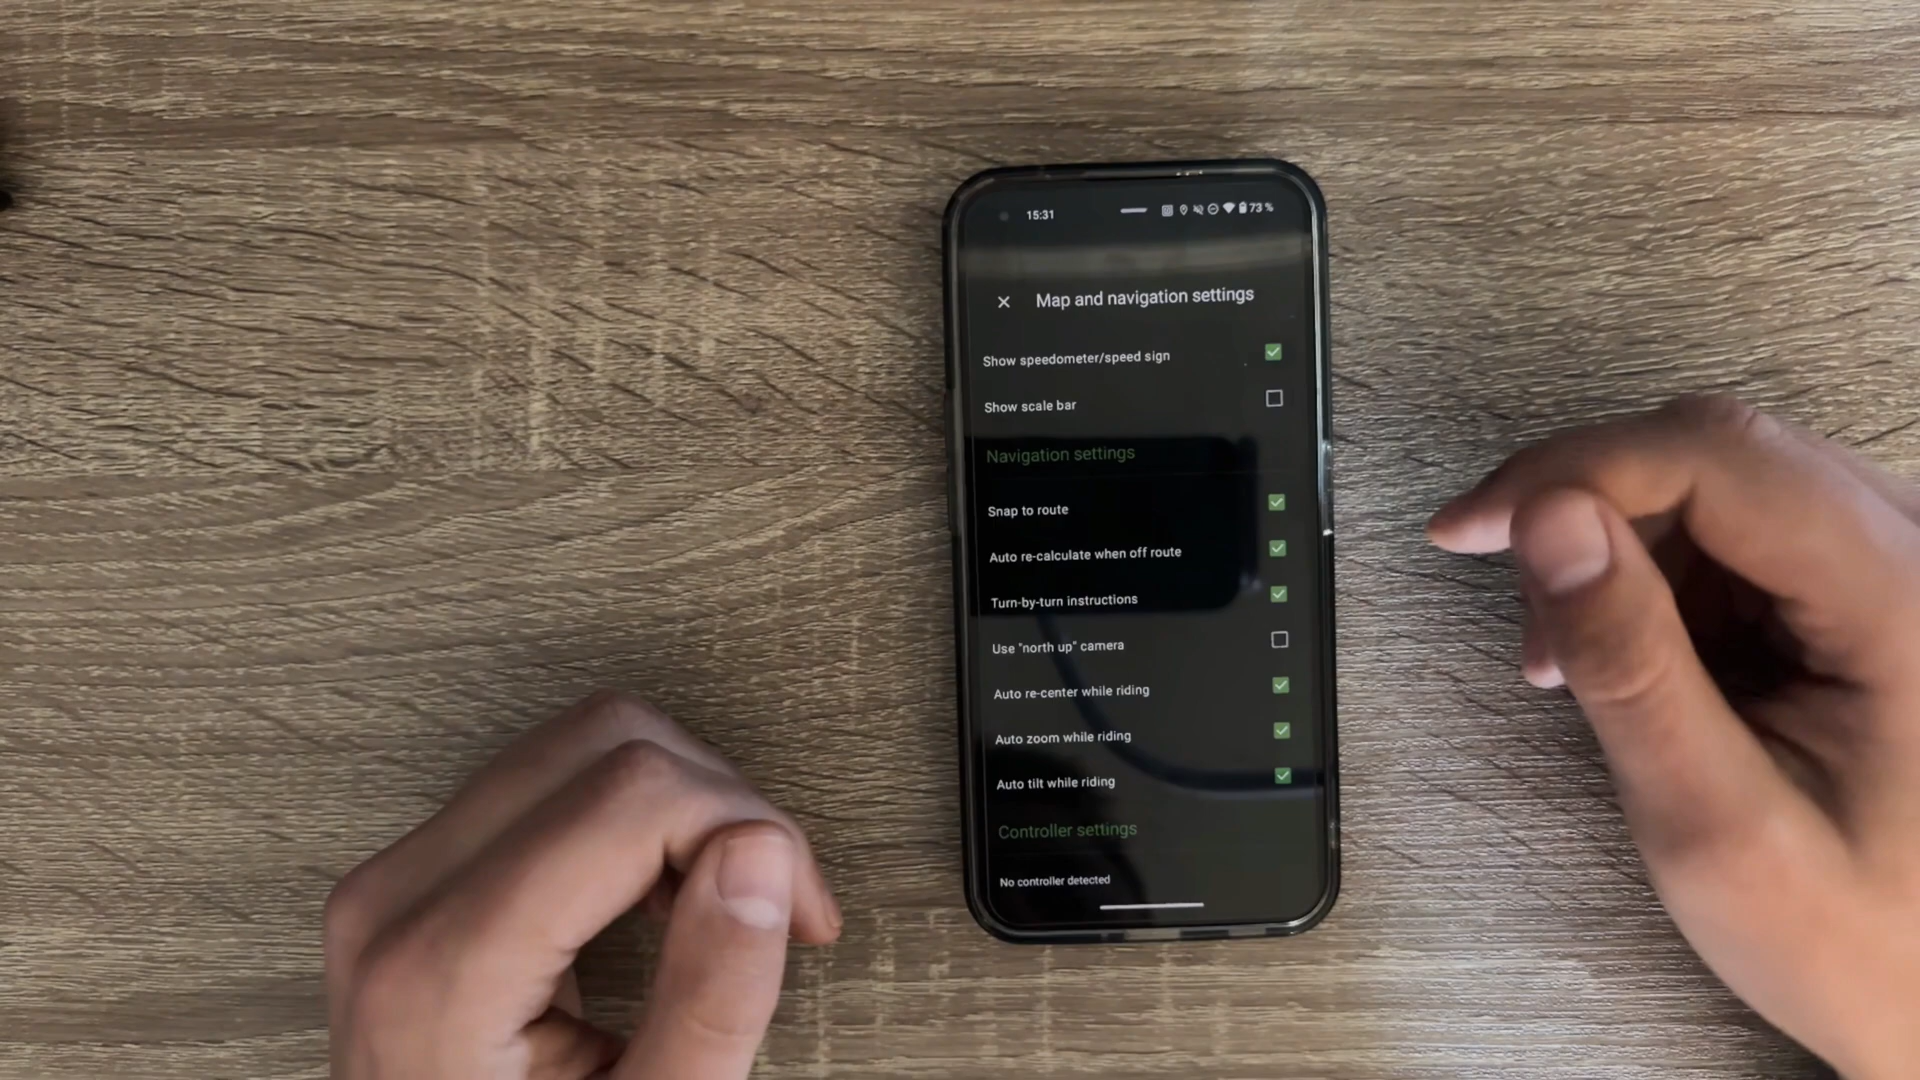 15:31 73 %
Map and navigation settings
Show speedometer/speed sign
Show scale bar
Navigation settings
Snap to route
Auto re-calculate when off route
Turn-by-turn instructions
Use "north up" camera
Auto re-center while riding
Auto zoom while riding
Auto tilt while riding
Controller settings
No controller detected